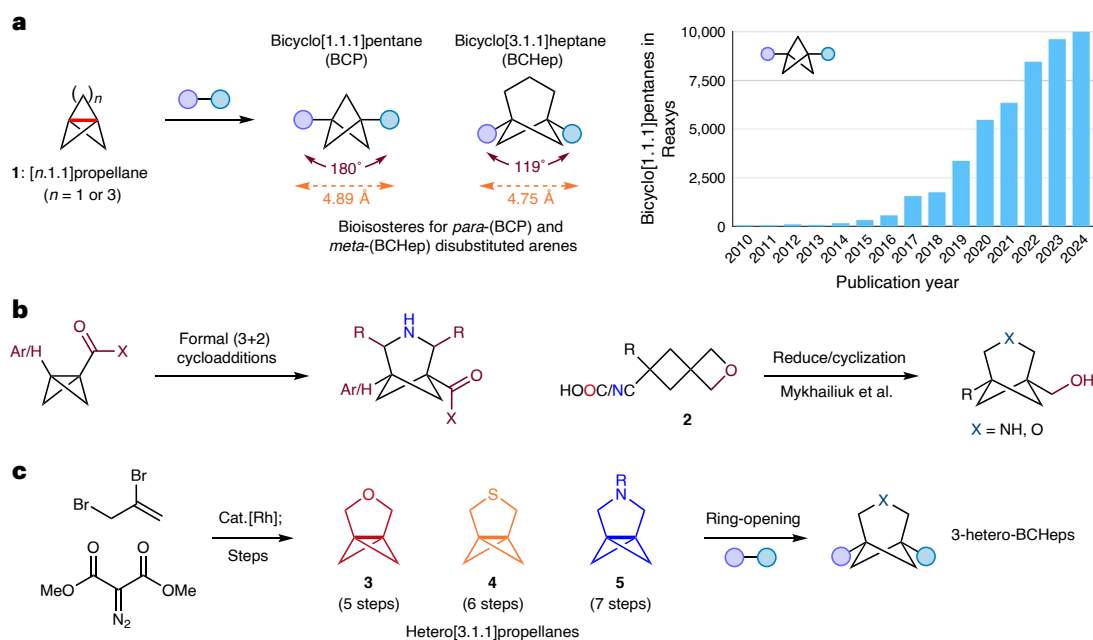 a
( )n
1: [n.1.1]propellane
(n = 1 or 3)
Bicyclo[1.1.1]pentane
(BCP)
180°
4.89 Å
Bicyclo[3.1.1]heptane
(BCHep)
119°
4.75 Å
Bioisosteres for para-(BCP) and
meta-(BCHep) disubstituted arenes
Bicyclo[1.1.1]pentanes in
Reaxys
10,000
7,500
5,000
2,500
0
2010
2011
2012
2013
2014
2015
2016
2017
2018
2019
2020
2021
2022
2023
2024
Publication year
b
Ar/H
O
X
Formal (3+2)
cycloadditions
H
N
R
R
Ar/H
O
X
R
HOOC/NC
O
2
Reduce/cyclization
Mykhailiuk et al.
X
R
OH
X = NH, O
c
Br
Br
O
O
MeO
OMe
N2
Cat.[Rh];
Steps
O
3
(5 steps)
S
4
(6 steps)
R
N
5
(7 steps)
Hetero[3.1.1]propellanes
Ring-opening
X
3-hetero-BCHeps